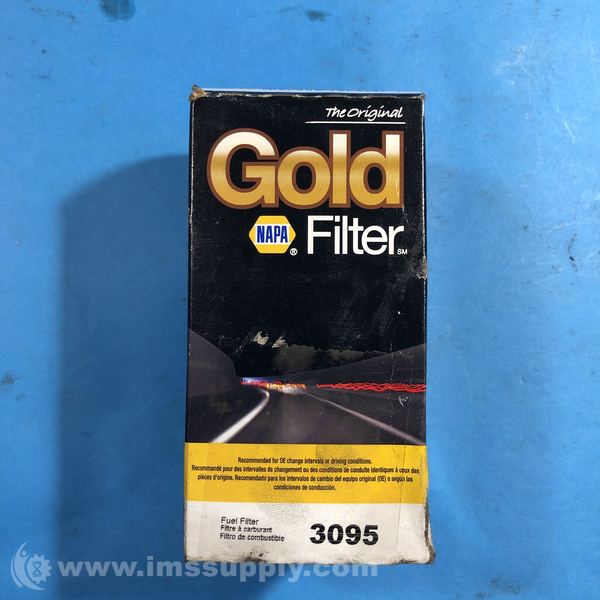 The Original
Gold
NAPA ® Filter SM
Recommended for OE change intervals or driving conditions.
Recommandé pour des intervalles de changement ou des conditions de conduite identiques à ceux des
pièces d'origine. Recomendado para los intervalos de cambio del equipo original (OE) o según las
condiciones de conducción.
Fuel Filter
Filtre à carburant
Filtro de combustible
3095
www.imssupply.com